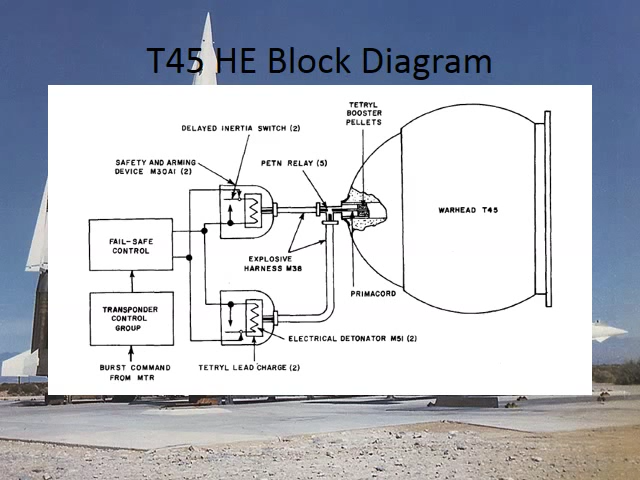 T45 HE Block Diagram
TETRYL
BOOSTER
PELLETS
DELAYED INERTIA SWITCH (2)
SAFETY AND ARMING
DEVICE M30A1 (2)
PETN RELAY (5)
WARHEAD T45
FAIL-SAFE
CONTROL
EXPLOSIVE
HARNESS M38
PRIMACORD
TRANSPONDER
CONTROL
GROUP
ELECTRICAL DETONATOR M51 (2)
BURST COMMAND
FROM MTR
TETRYL LEAD CHARGE (2)